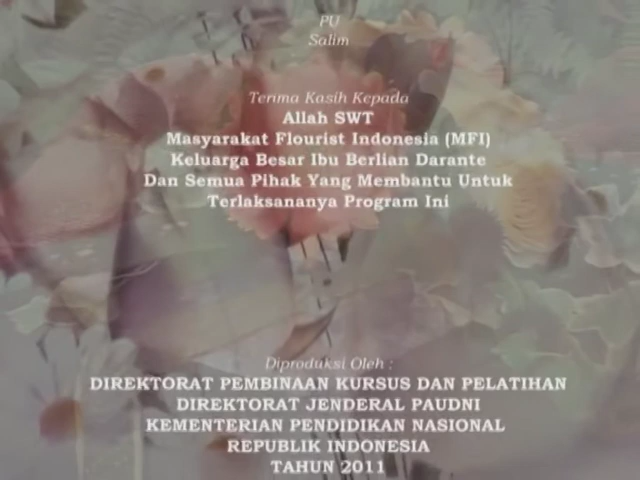 PU
Salim
Terima Kasih Kepada
Allah SWT
Masyarakat Flourist Indonesia (MFI)
Keluarga Besar Ibu Berlian Darante
Dan Semua Pihak Yang Membantu Untuk
Terlaksananya Program Ini
Diproduksi Oleh :
DIREKTORAT PEMBINAAN KURSUS DAN PELATIHAN
DIREKTORAT JENDERAL PAUDNI
KEMENTERIAN PENDIDIKAN NASIONAL
REPUBLIK INDONESIA
TAHUN 2011